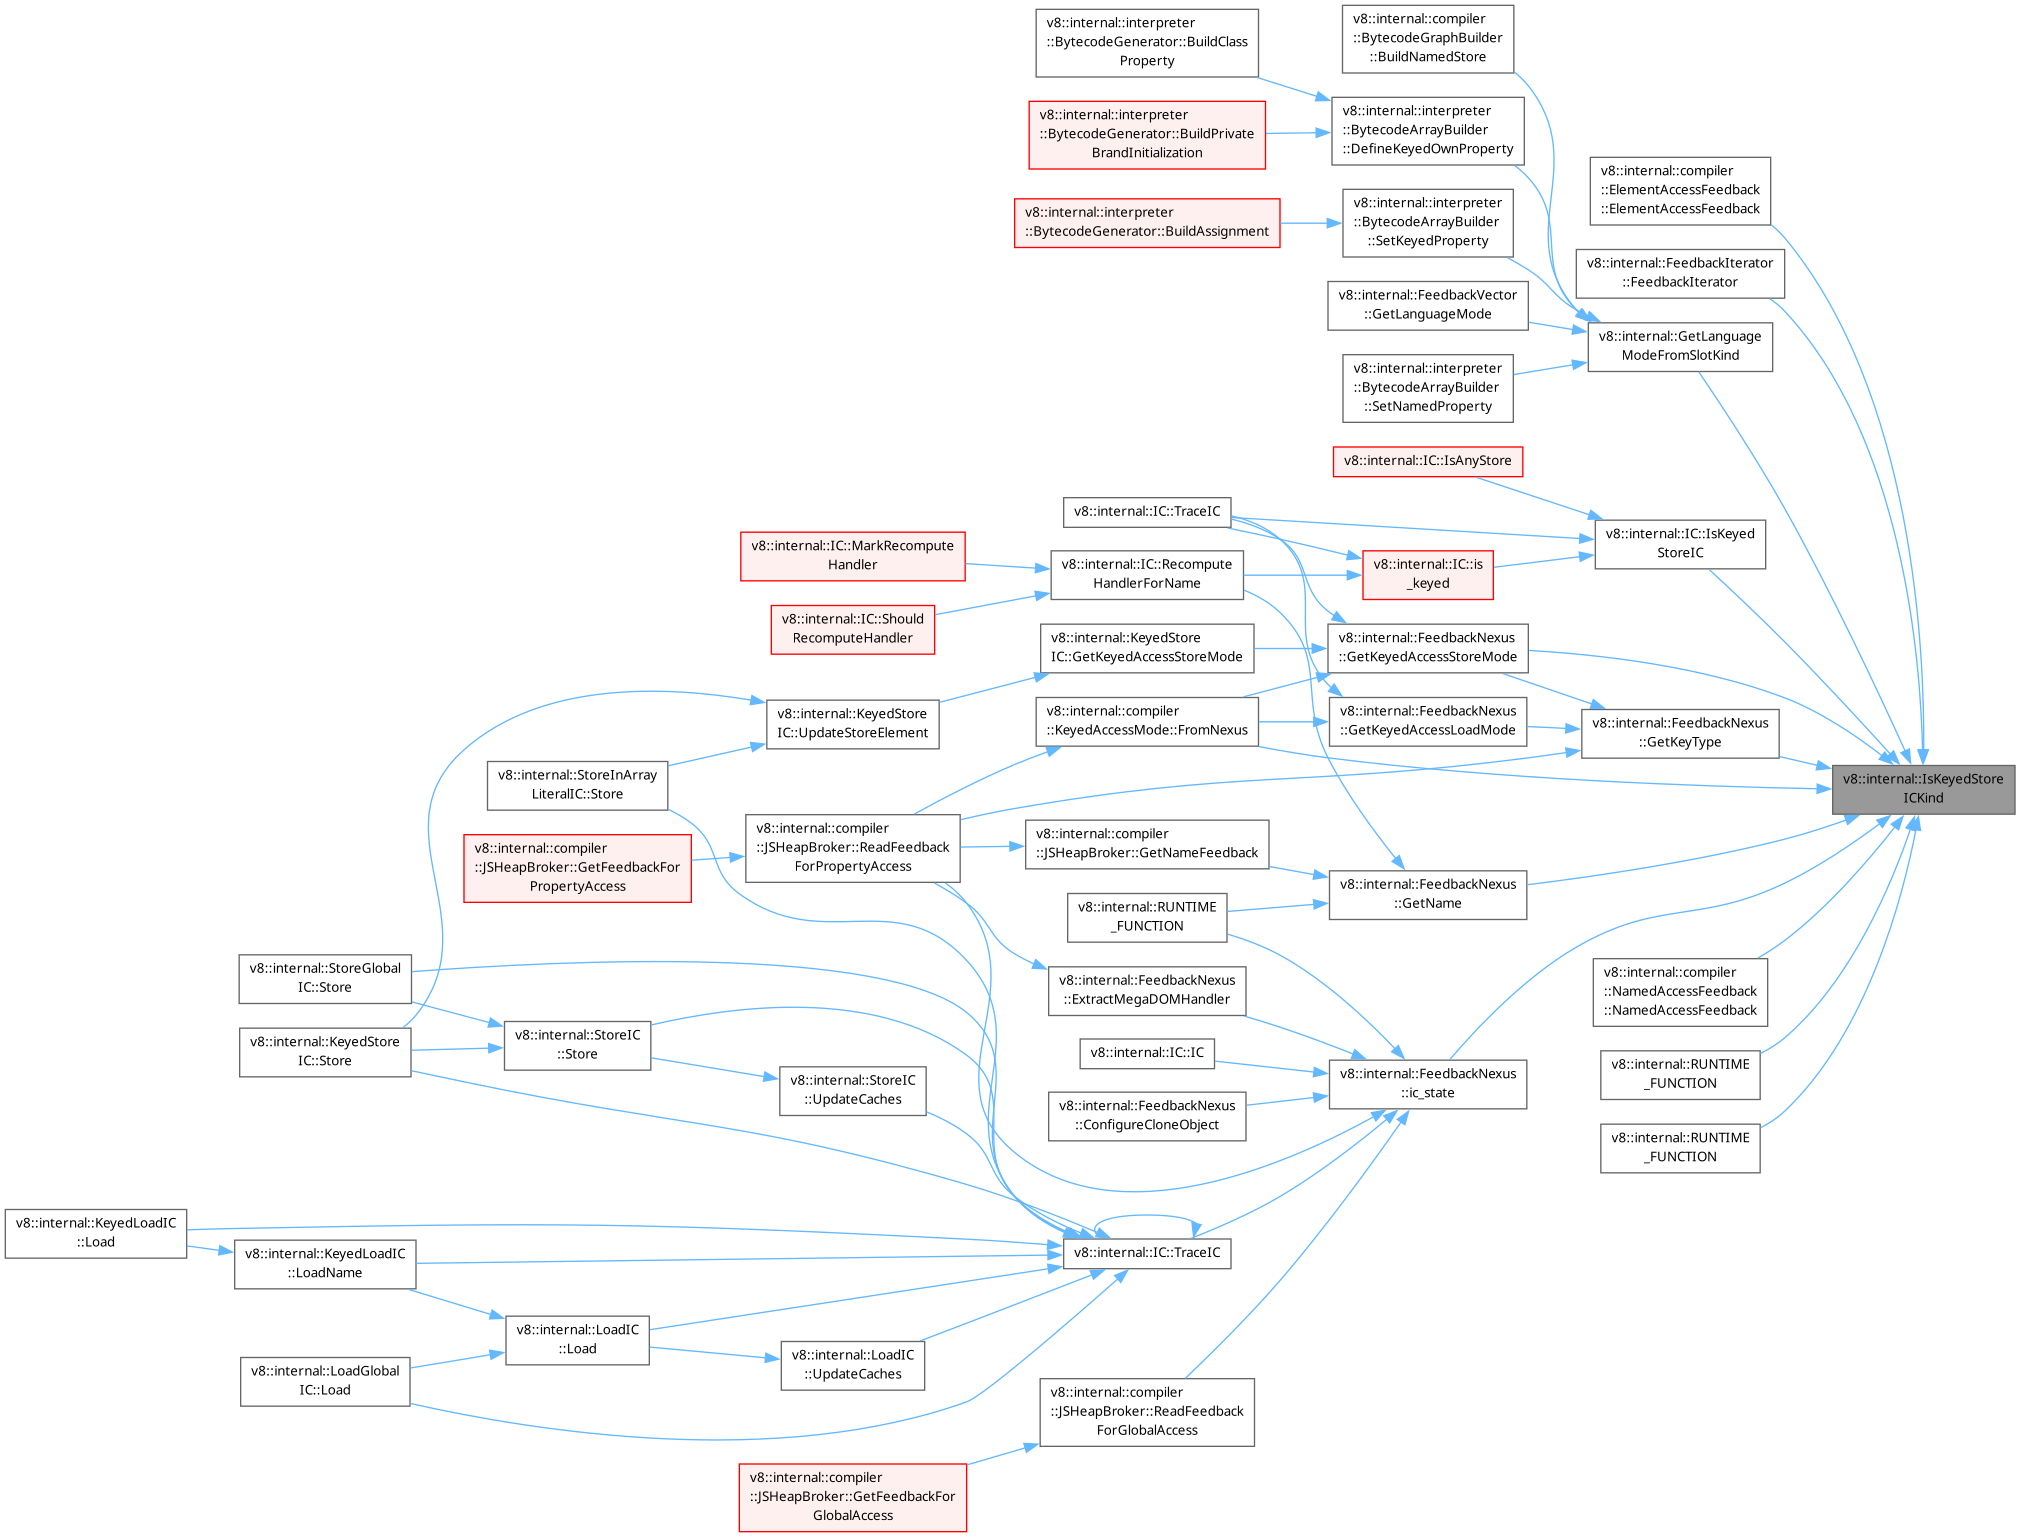 v8::internal::interpreter
::BytecodeGenerator::BuildClass
Property
v8::internal::compiler
::BytecodeGraphBuilder
::BuildNamedStore
v8::internal::interpreter
::BytecodeGenerator::BuildPrivate
BrandInitialization
v8::internal::interpreter
::BytecodeArrayBuilder
::DefineKeyedOwnProperty
v8::internal::compiler
::ElementAccessFeedback
::ElementAccessFeedback
v8::internal::interpreter
::BytecodeGenerator::BuildAssignment
v8::internal::interpreter
::BytecodeArrayBuilder
::SetKeyedProperty
v8::internal::FeedbackIterator
::FeedbackIterator
v8::internal::FeedbackVector
::GetLanguageMode
v8::internal::GetLanguage
ModeFromSlotKind
v8::internal::interpreter
::BytecodeArrayBuilder
::SetNamedProperty
v8::internal::IC::IsAnyStore
v8::internal::IC::TraceIC
v8::internal::IC::IsKeyed
StoreIC
v8::internal::IC::MarkRecompute
Handler
v8::internal::IC::Recompute
HandlerForName
v8::internal::IC::is
_keyed
v8::internal::IC::Should
RecomputeHandler
v8::internal::KeyedStore
IC::GetKeyedAccessStoreMode
v8::internal::FeedbackNexus
::GetKeyedAccessStoreMode
v8::internal::KeyedStore
IC::UpdateStoreElement
v8::internal::compiler
::KeyedAccessMode::FromNexus
v8::internal::FeedbackNexus
::GetKeyedAccessLoadMode
v8::internal::FeedbackNexus
::GetKeyType
v8::internal::StoreInArray
LiteralIC::Store
v8::internal::IsKeyedStore
ICKind
v8::internal::compiler
::JSHeapBroker::GetFeedbackFor
PropertyAccess
v8::internal::compiler
::JSHeapBroker::ReadFeedback
ForPropertyAccess
v8::internal::compiler
::JSHeapBroker::GetNameFeedback
v8::internal::FeedbackNexus
::GetName
v8::internal::RUNTIME
_FUNCTION
v8::internal::StoreGlobal
IC::Store
v8::internal::FeedbackNexus
::ExtractMegaDOMHandler
v8::internal::compiler
::NamedAccessFeedback
::NamedAccessFeedback
v8::internal::KeyedStore
IC::Store
v8::internal::StoreIC
::Store
v8::internal::IC::IC
v8::internal::RUNTIME
_FUNCTION
v8::internal::StoreIC
::UpdateCaches
v8::internal::FeedbackNexus
::ConfigureCloneObject
v8::internal::FeedbackNexus
::ic_state
v8::internal::RUNTIME
_FUNCTION
v8::internal::KeyedLoadIC
::Load
v8::internal::KeyedLoadIC
::LoadName
v8::internal::IC::TraceIC
v8::internal::LoadIC
::Load
v8::internal::LoadGlobal
IC::Load
v8::internal::LoadIC
::UpdateCaches
v8::internal::compiler
::JSHeapBroker::ReadFeedback
ForGlobalAccess
v8::internal::compiler
::JSHeapBroker::GetFeedbackFor
GlobalAccess